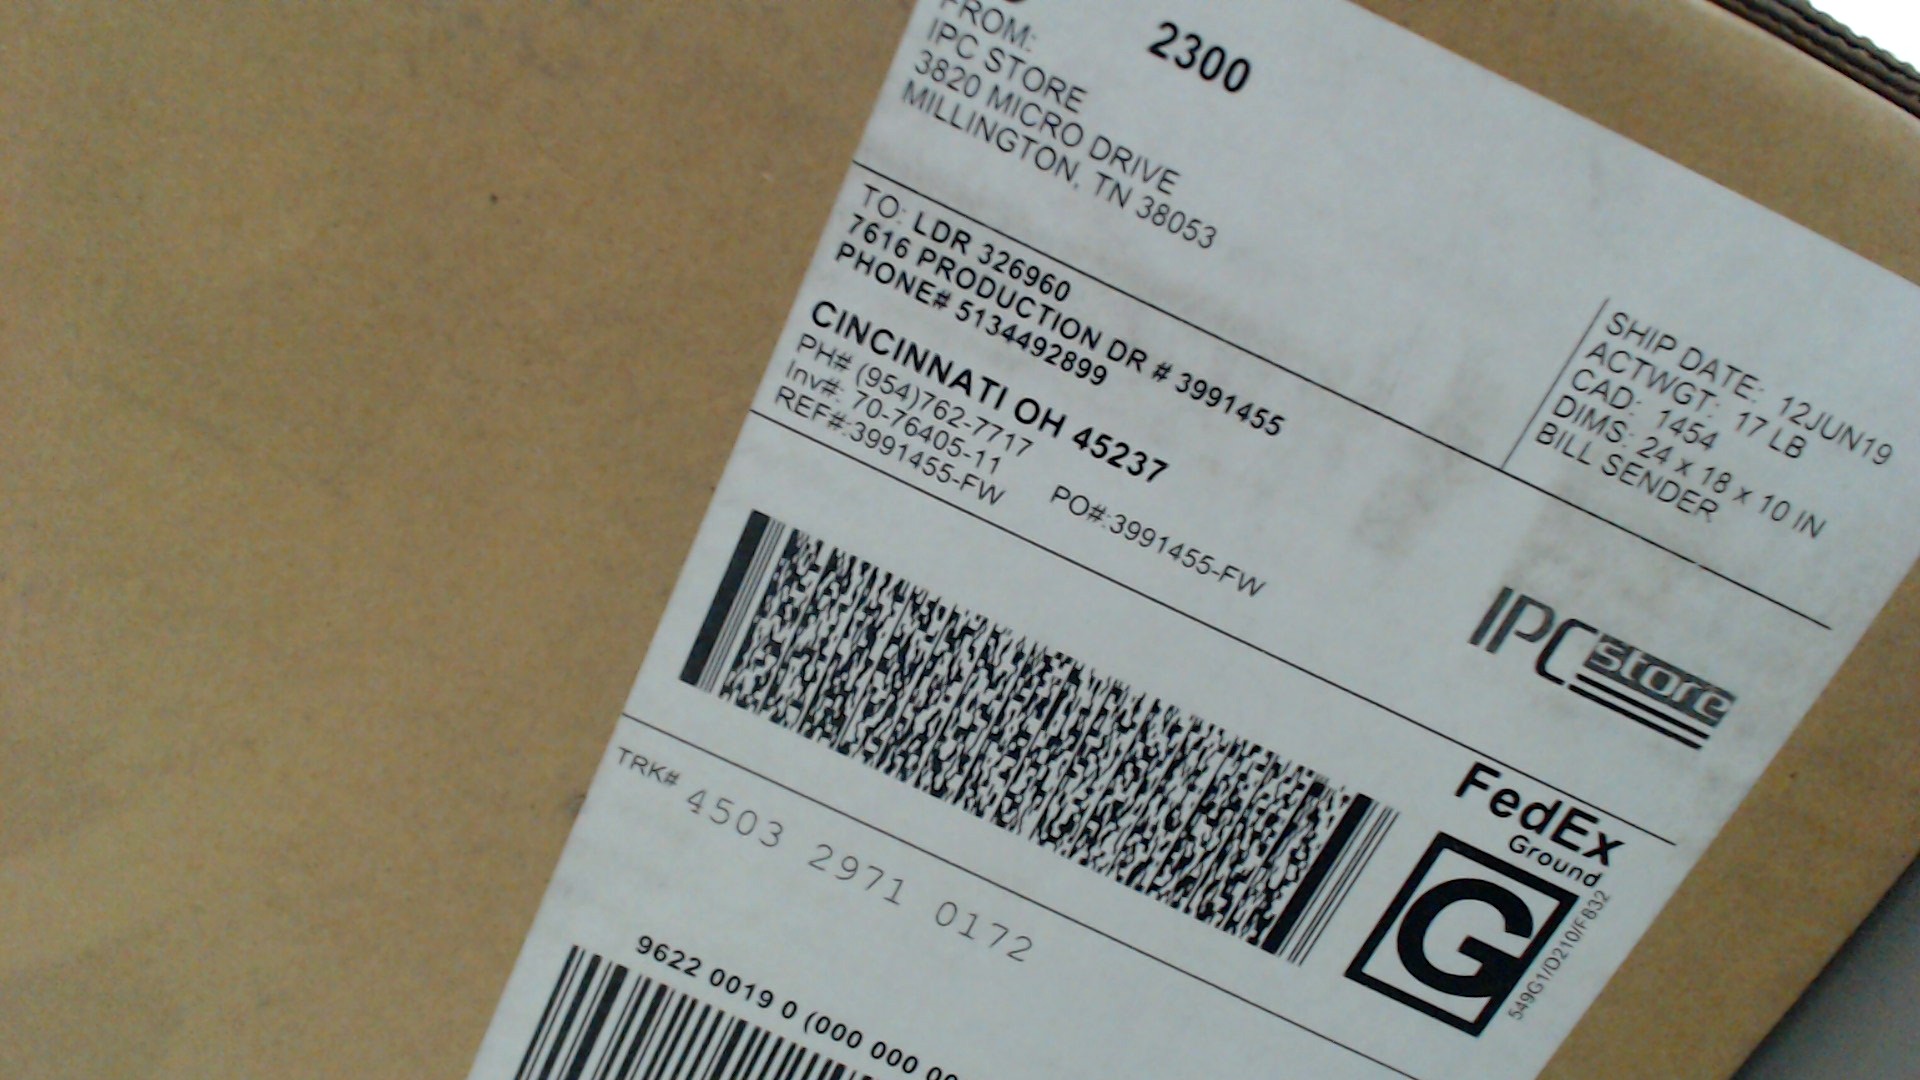 2300
FROM:
IPC STORE
3820 MICRO DRIVE
MILLINGTON, TN 38053
SHIP DATE: 12JUN19
ACTWGT: 17 LB
CAD: 1454
DIMS: 24 x 18 x 10 IN
BILL SENDER
TO: LDR 326960
7616 PRODUCTION DR # 3991455
PHONE# 5134492899
CINCINNATI OH 45237
PH# (954)762-7717
Inv#: 70-76405-11
REF#:3991455-FW PO#:3991455-FW
IPC store
FedEx
Ground
G
549G1/D210/F832
TRK# 4503 2971 0172
9622 0019 0 (000 000 00